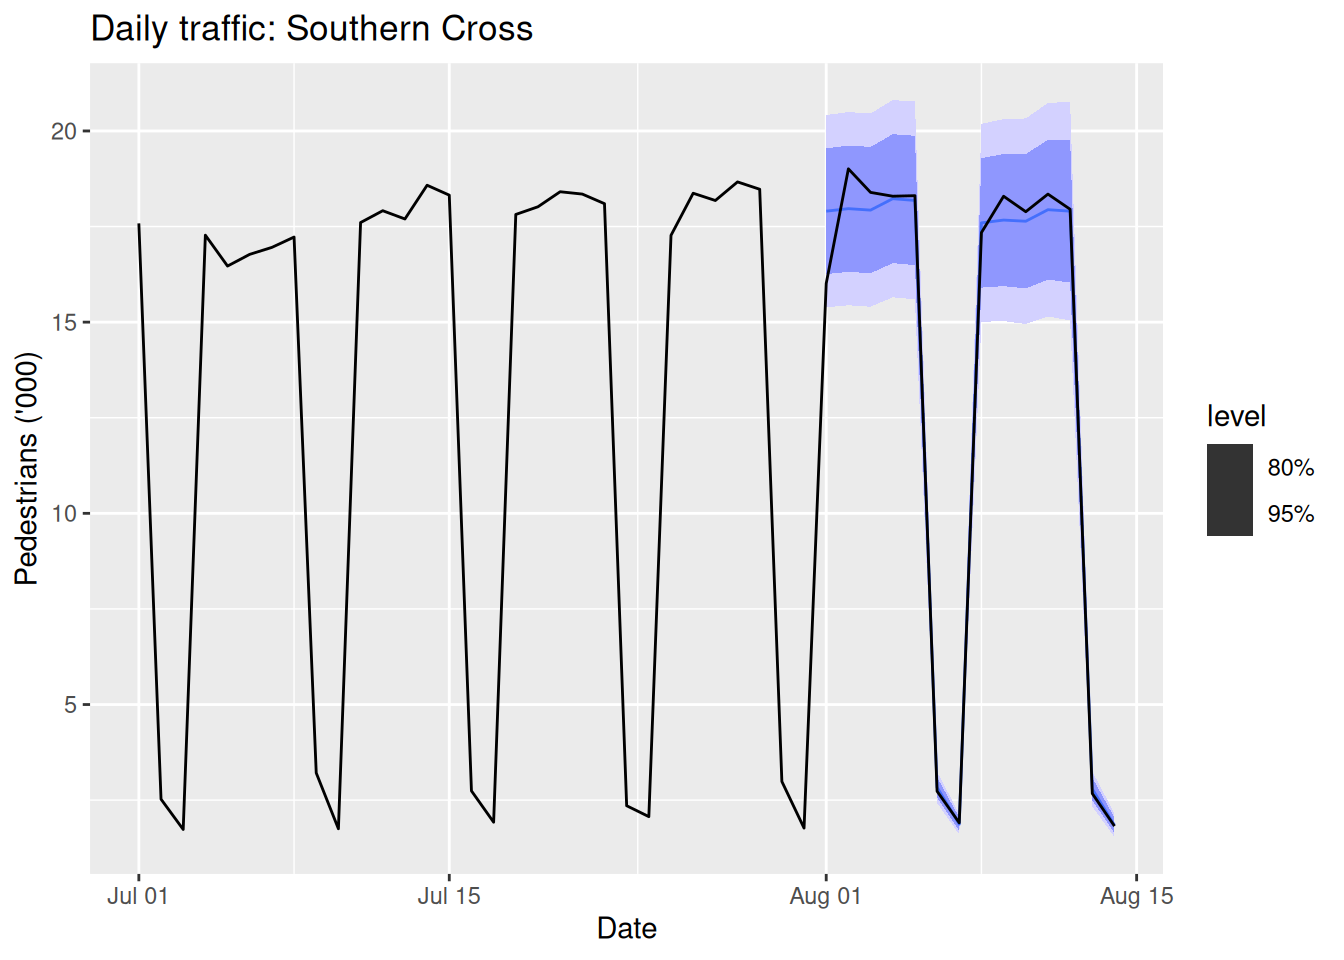 Daily traffic: Southern Cross
20
15
10
5
Pedestrians ('000)
Jul 01
Jul 15
Aug 01
Aug 15
Date
level
80%
95%